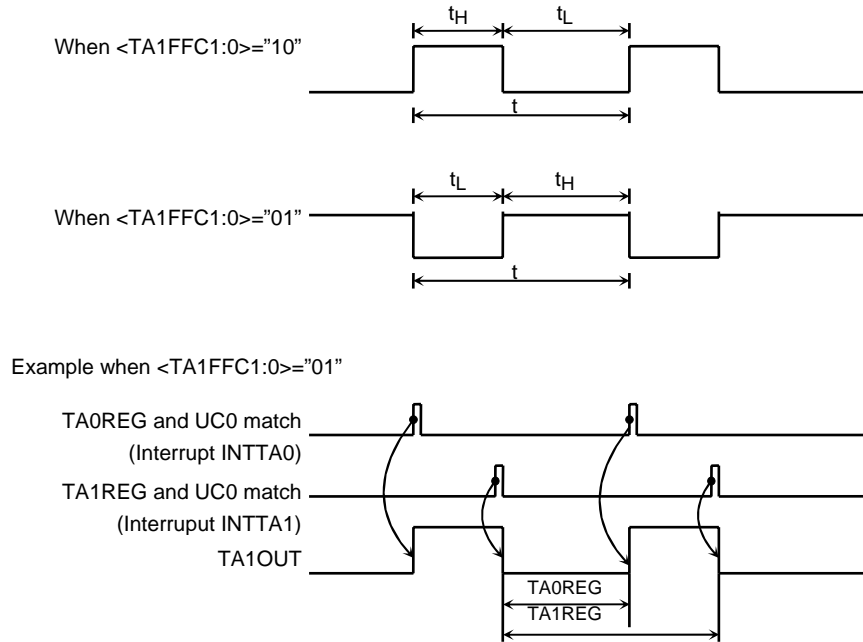 tH tL
When <TA1FFC1:0>=”10”
t
tL tH
When <TA1FFC1:0>=”01”
t
Example when <TA1FFC1:0>=”01”
TA0REG and UC0 match
(Interrupt INTTA0)
TA1REG and UC0 match
(Interruput INTTA1)
TA1OUT
TA0REG
TA1REG